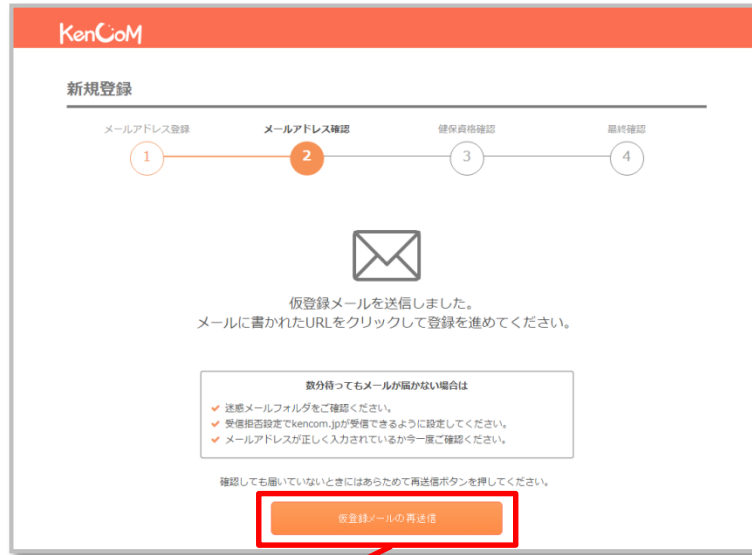 KenCoM
新規登録
メールアドレス登録
メールアドレス確認
健保資格確認
最終確認
1
2
3
4
仮登録メールを送信しました。
メールに書かれたURLをクリックして登録を進めてください。
数分待ってもメールが届かない場合は
迷惑メールフォルダをご確認ください。
受信拒否設定でkencom.jpが受信できるように設定してください。
メールアドレスが正しく入力されているか今一度ご確認ください。
確認しても届いていないときにはあらためて再送信ボタンを押してください。
仮登録メールの再送信